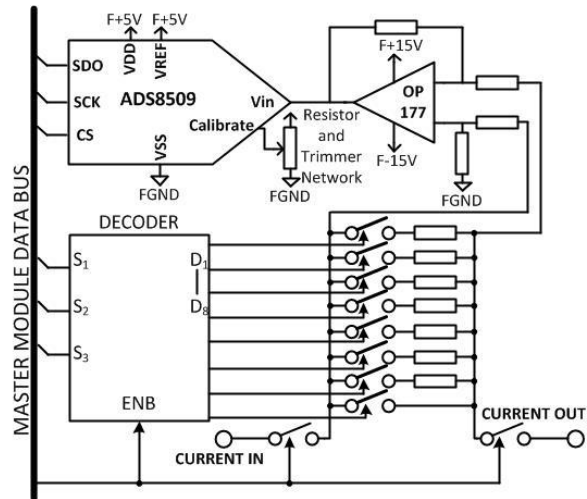 F+5V F+5V
SDO
VDD
VREF
F+15V
SCK
ADS8509
Vin
OP
177
CS
Calibrate
Resistor
and
Trimmer
Network
VSS
F-15V
FGND
FGND
FGND
DECODER
S1
D1
S2
D8
S3
ENB
CURRENT IN
CURRENT OUT
MASTER MODULE DATA BUS